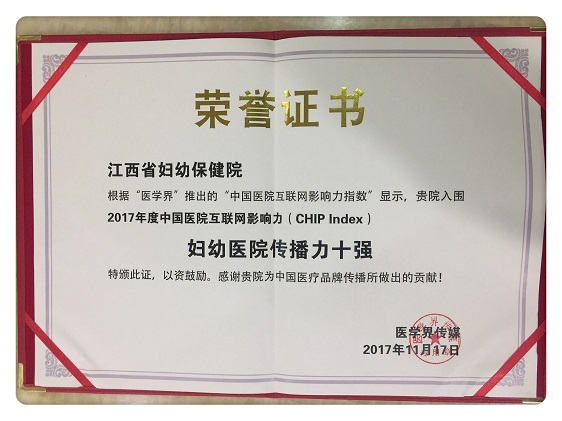 荣誉证书
江西省妇幼保健院
根据“医学界”推出的“中国医院互联网影响力指数”显示，贵院入围
2017年度中国医院互联网影响力（CHIP Index）
妇幼医院传播力十强
特颁此证，以资鼓励。感谢贵院为中国医疗品牌传播所做出的贡献！
医学界传媒
2017年11月17日